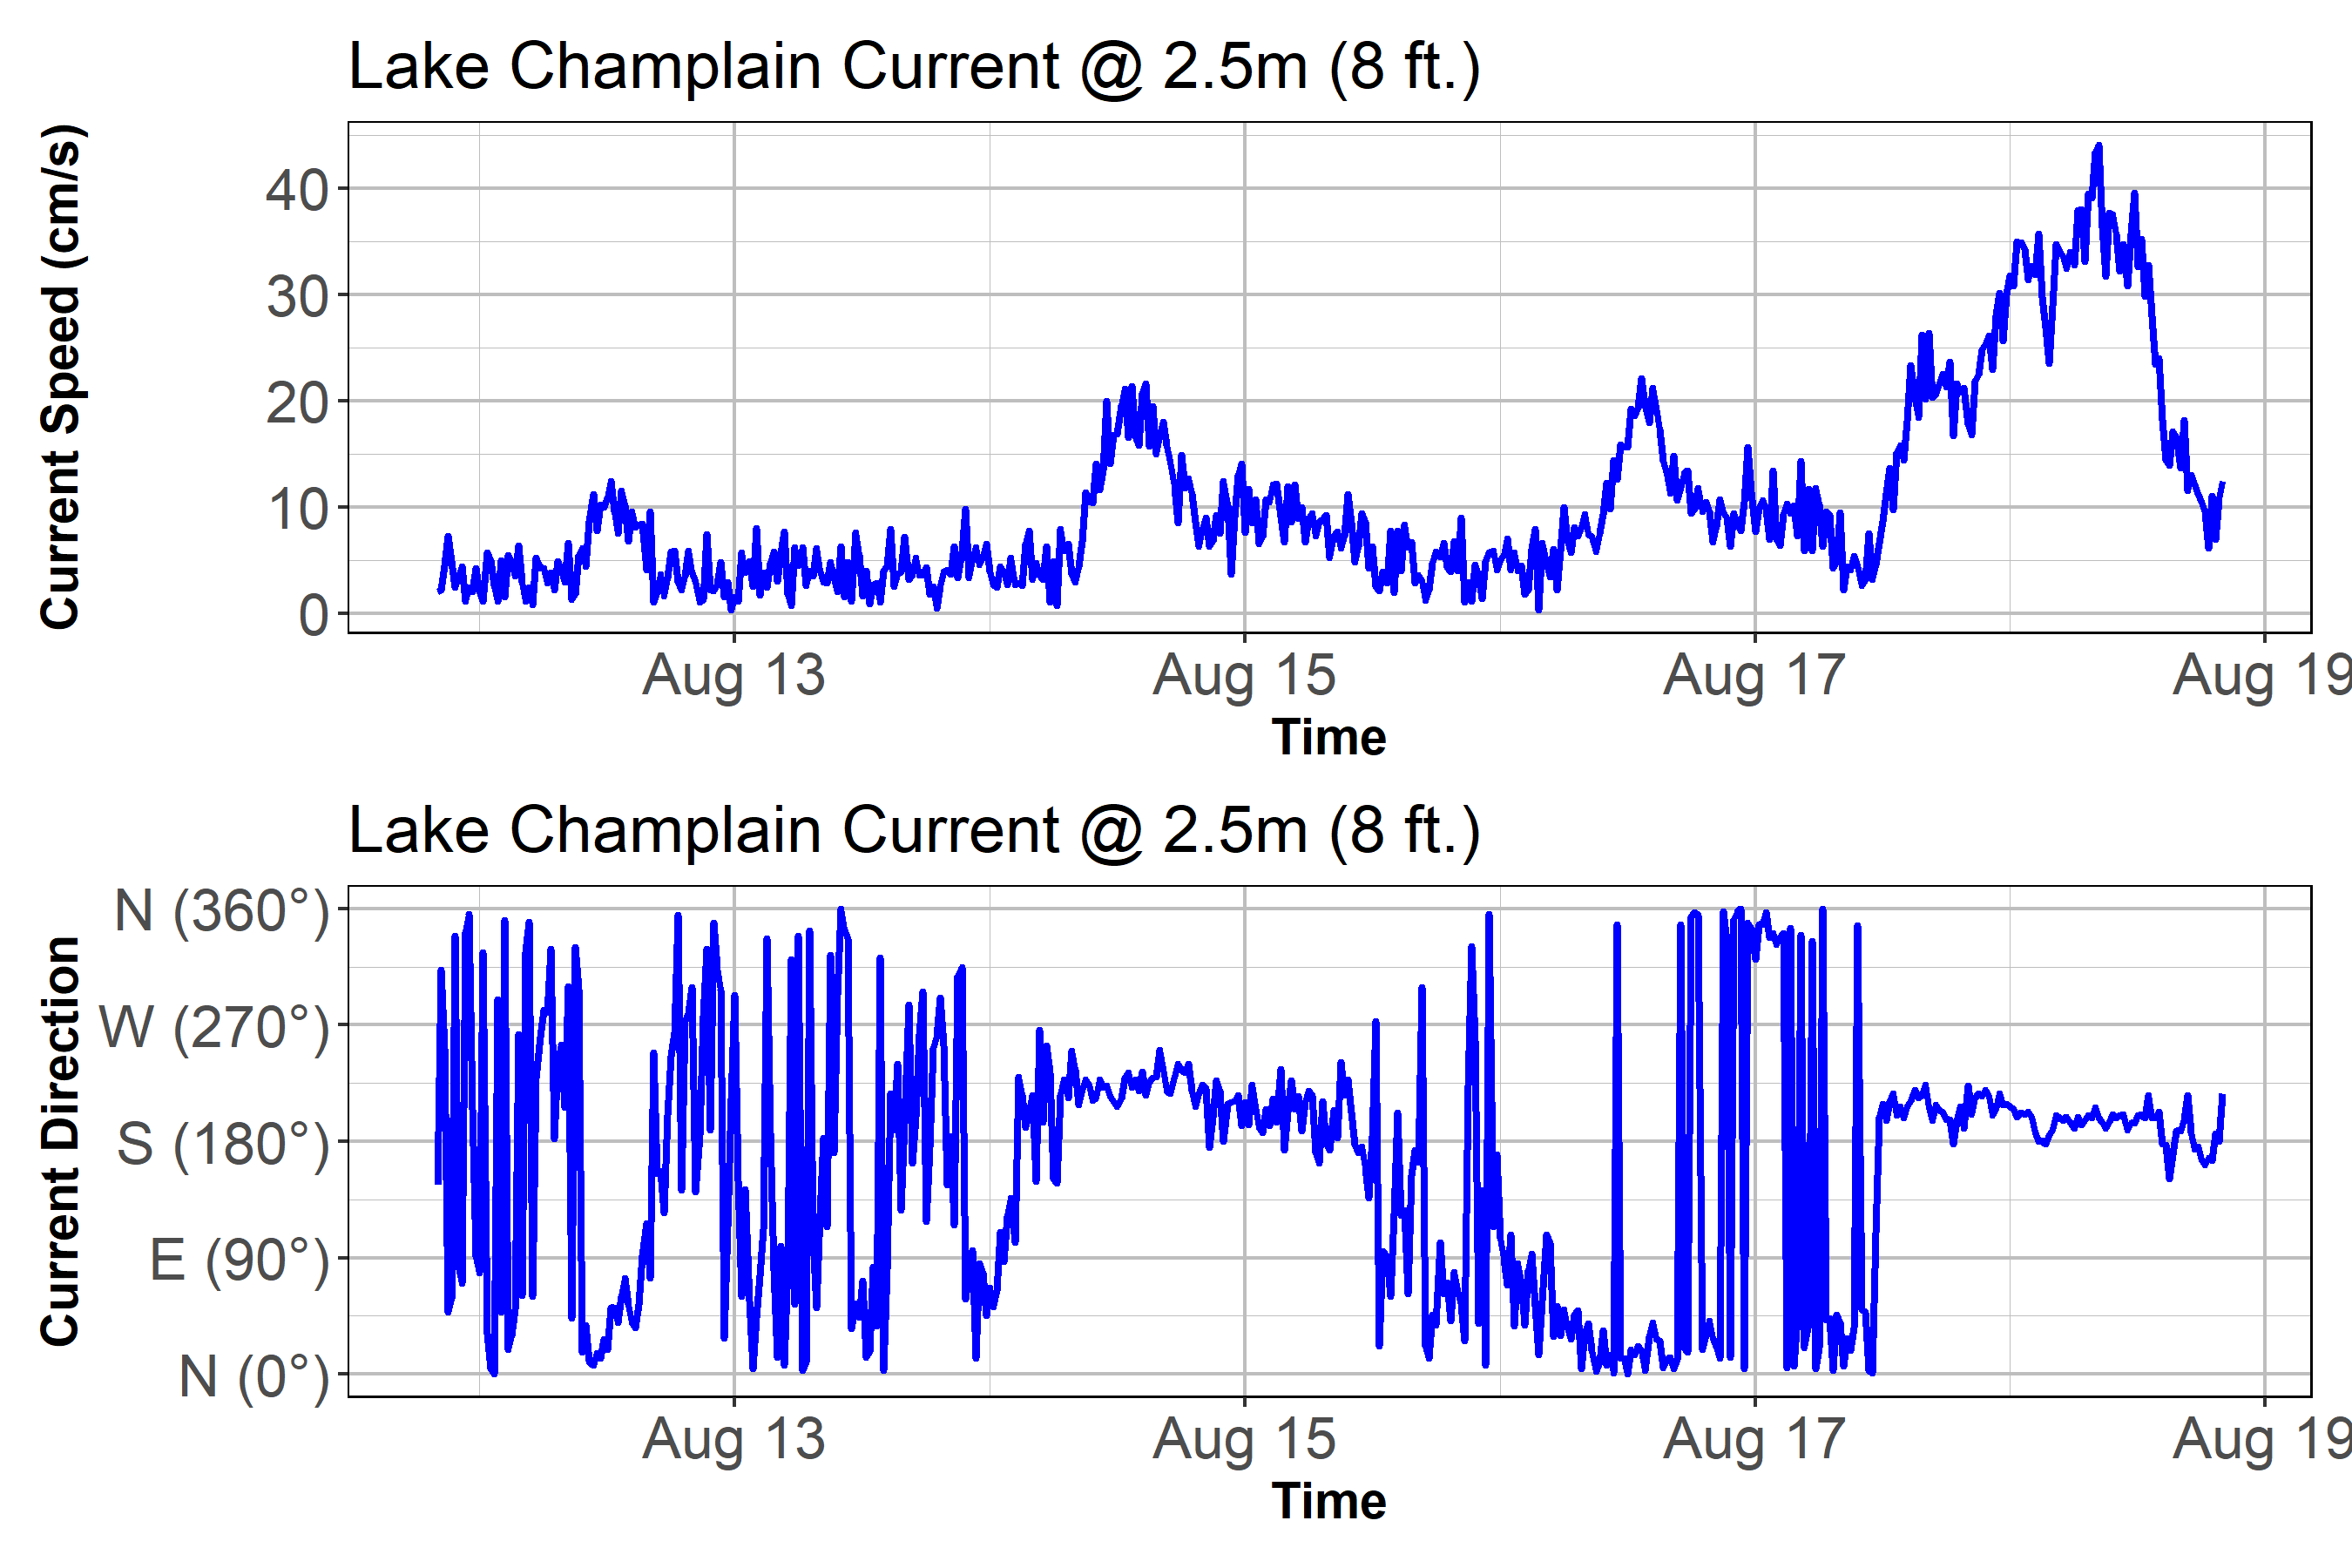 Lake Champlain Current @ 2.5m (8 ft.)
Current Speed (cm/s)
40
30
20
10
0
Aug 13 Aug 15 Aug 17 Aug 19
Time
Lake Champlain Current @ 2.5m (8 ft.)
Current Direction
N (360°)
W (270°)
S (180°)
E (90°)
N (0°)
Aug 13 Aug 15 Aug 17 Aug 19
Time